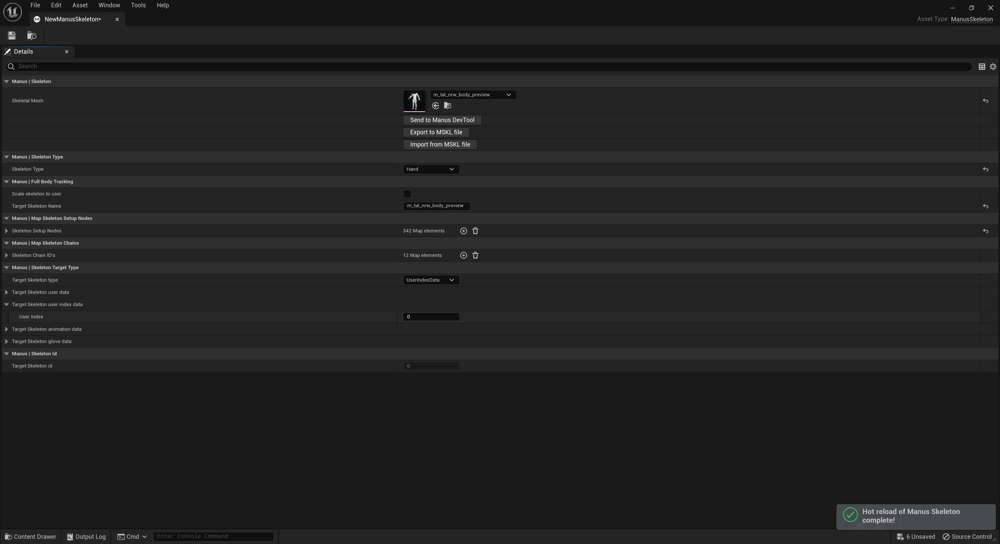 File Edit Asset Window Tools Help
NewManusSkeleton*
Asset Type: ManusSkeleton
Details
Search
Manus | Skeleton
Skeletal Mesh
m_tal_nrw_body_preview
Send to Manus DevTool
Export to MSKL file
Import from MSKL file
Manus | Skeleton Type
Skeleton Type
Hand
Manus | Full Body Tracking
Scale skeleton to user
Target Skeleton Name
m_tal_nrw_body_preview
Manus | Map Skeleton Setup Nodes
Skeleton Setup Nodes
342 Map elements
Manus | Map Skeleton Chains
Skeleton Chain ID's
12 Map elements
Manus | Skeleton Target Type
Target Skeleton type
UserIndexData
Target Skeleton user data
Target Skeleton user index data
User Index
0
Target Skeleton animation data
Target Skeleton glove data
Manus | Skeleton Id
Target Skeleton id
6
Hot reload of Manus Skeleton
complete!
Content Drawer
Output Log
Cmd
Enter Console Command
6 Unsaved
Source Control